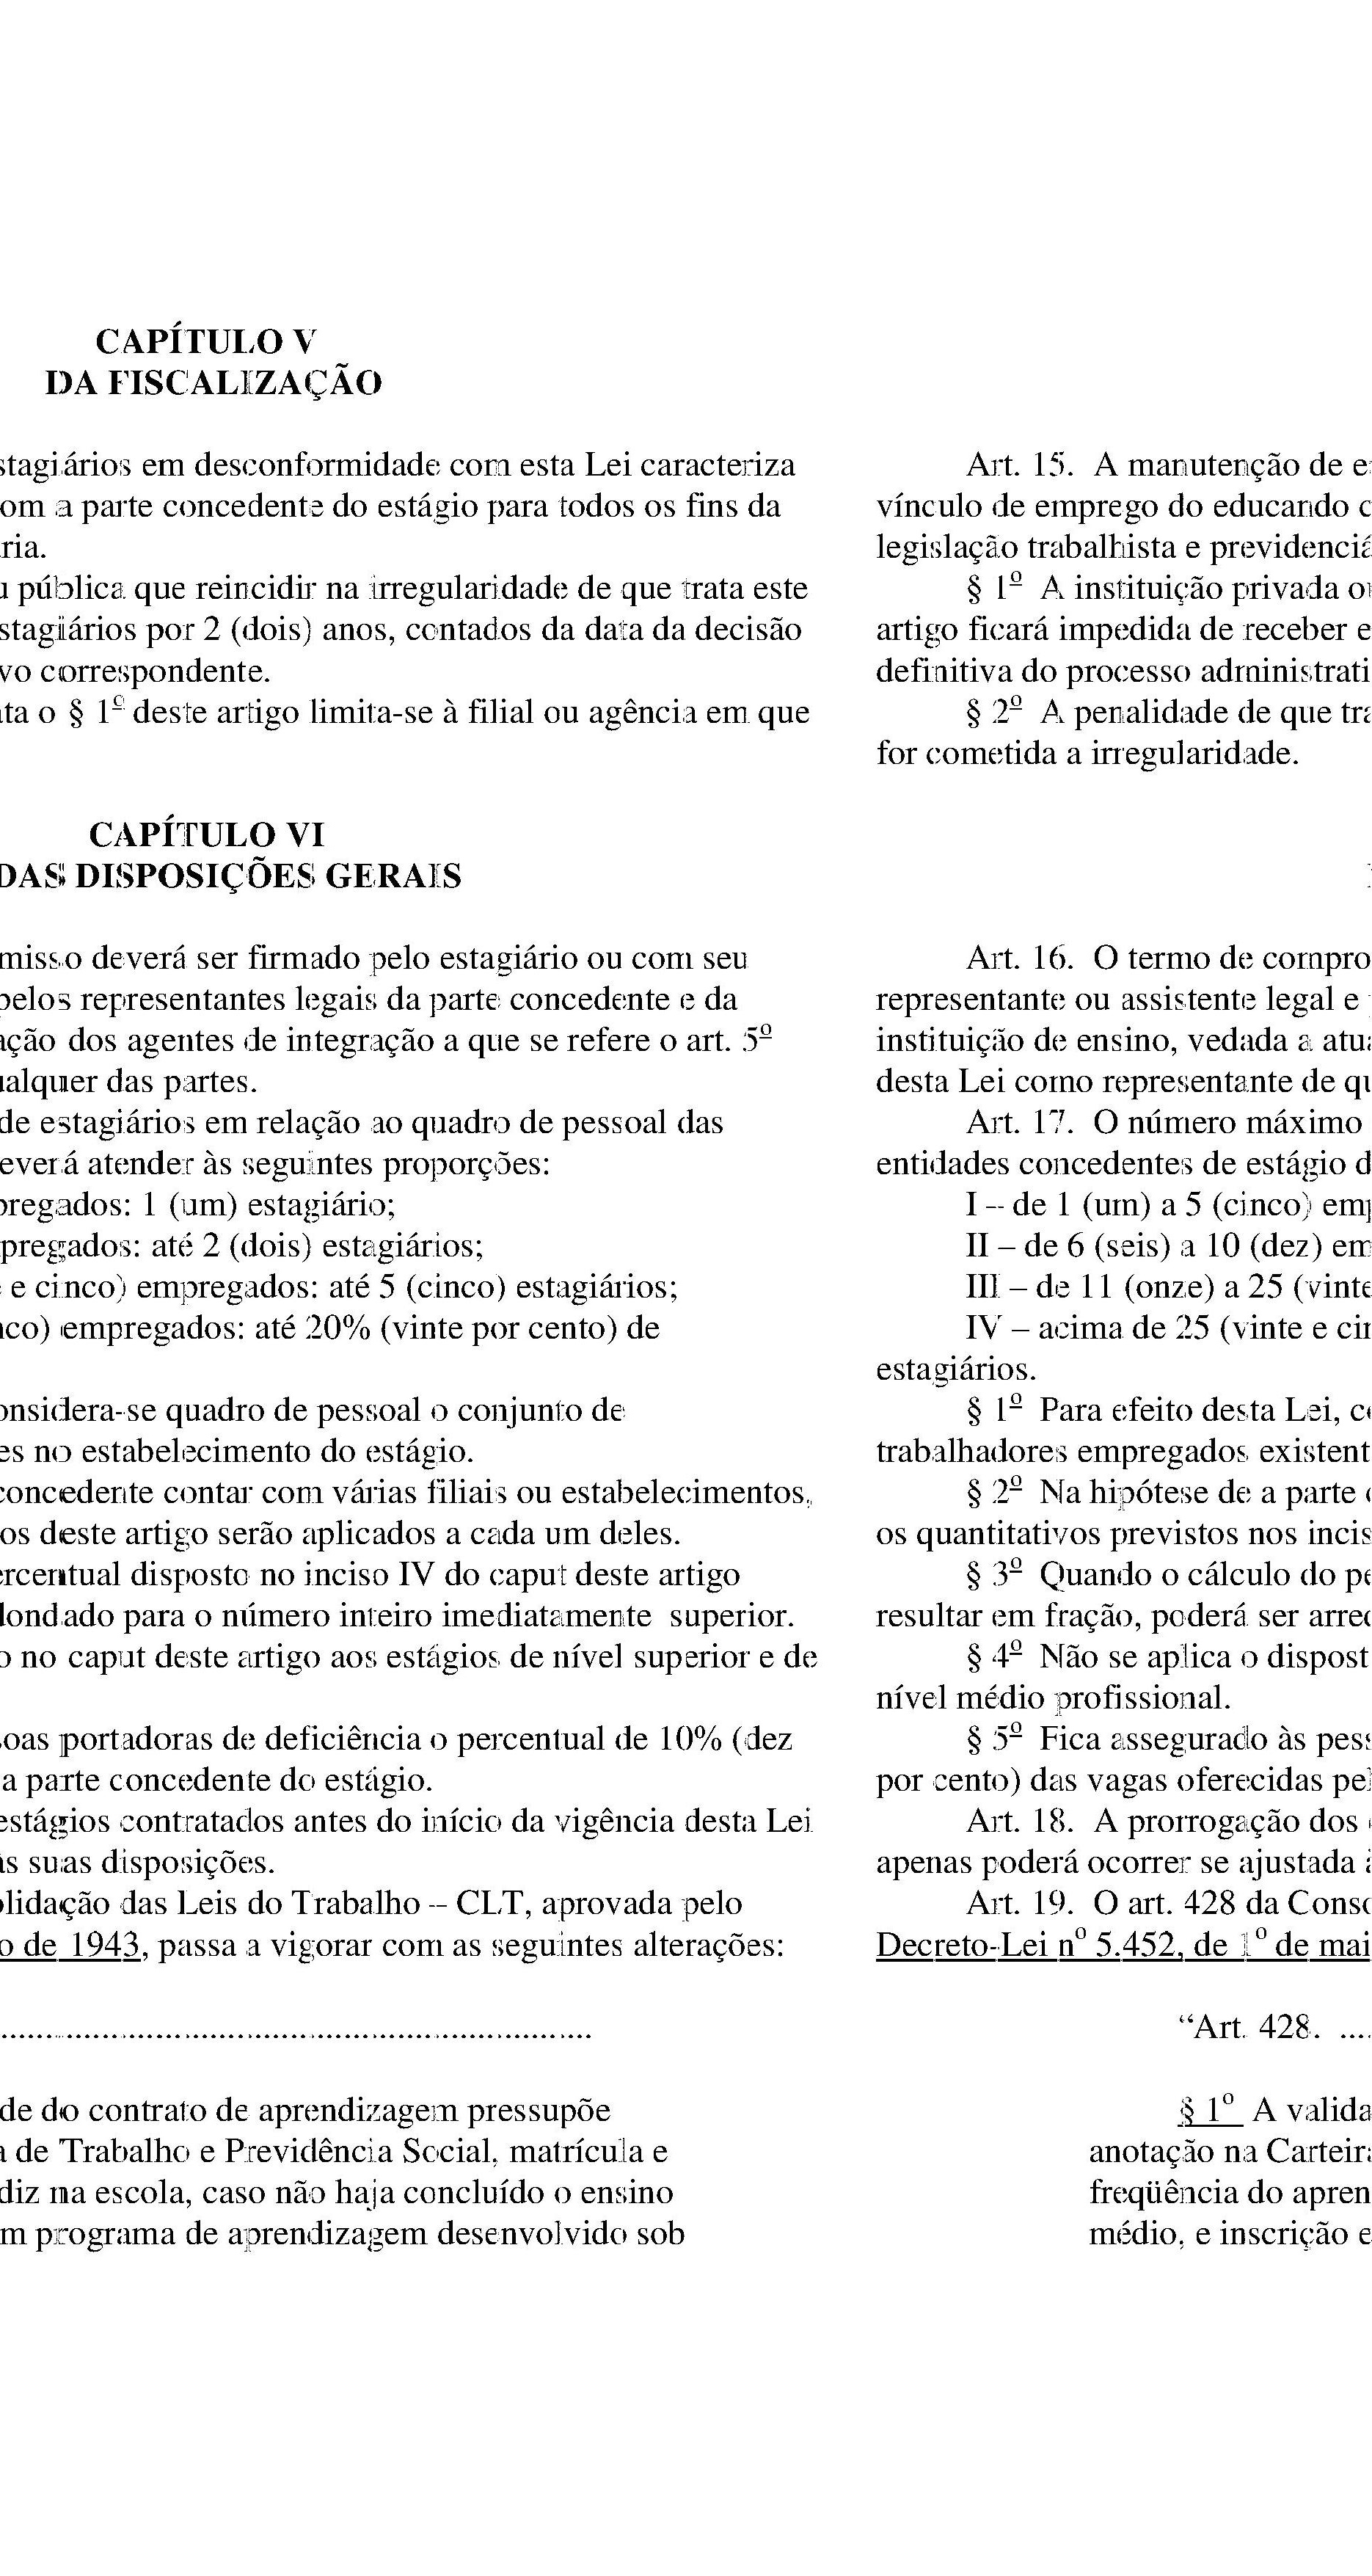 CAPÍTULO V
DA FISCALIZAÇÃO
stagiários em desconformidade com esta Lei caracteriza
om a parte concedente do estágio para todos os fins da
ria.
u pública que reincidir na irregularidade de que trata este
stagiários por 2 (dois) anos, contados da data da decisão
vo correspondente.
ta o § 1º deste artigo limita-se à filial ou agência em que
CAPÍTULO VI
DAS DISPOSIÇÕES GERAIS
misso deverá ser firmado pelo estagiário ou com seu
pelos representantes legais da parte concedente e da
ação dos agentes de integração a que se refere o art. 5º
ualquer das partes.
de estagiários em relação ao quadro de pessoal das
everá atender às seguintes proporções:
pregados: 1 (um) estagiário;
pregados: até 2 (dois) estagiários;
e e cinco) empregados: até 5 (cinco) estagiários;
nco) empregados: até 20% (vinte por cento) de
onsidera-se quadro de pessoal o conjunto de
es no estabelecimento do estágio.
concedente contar com várias filiais ou estabelecimentos,
os deste artigo serão aplicados a cada um deles.
ercentual disposto no inciso IV do caput deste artigo
dondado para o número inteiro imediatamente superior.
o no caput deste artigo aos estágios de nível superior e de
soas portadoras de deficiência o percentual de 10% (dez
a parte concedente do estágio.
estágios contratados antes do início da vigência desta Lei
às suas disposições.
olidação das Leis do Trabalho – CLT, aprovada pelo
o de 1943, passa a vigorar com as seguintes alterações:
......................................................................
de do contrato de aprendizagem pressupõe
a de Trabalho e Previdência Social, matrícula e
diz na escola, caso não haja concluído o ensino
m programa de aprendizagem desenvolvido sob
Art. 15. A manutenção de e
vínculo de emprego do educando c
legislação trabalhista e previdenciá
§ 1º A instituição privada ou
artigo ficará impedida de receber e
definitiva do processo administrati
§ 2º A penalidade de que tra
for cometida a irregularidade.
Art. 16. O termo de compro
representante ou assistente legal e
instituição de ensino, vedada a atua
desta Lei como representante de qu
Art. 17. O número máximo
entidades concedentes de estágio d
I – de 1 (um) a 5 (cinco) emp
II – de 6 (seis) a 10 (dez) em
III – de 11 (onze) a 25 (vinte
IV – acima de 25 (vinte e cin
estagiários.
§ 1º Para efeito desta Lei, co
trabalhadores empregados existent
§ 2º Na hipótese de a parte c
os quantitativos previstos nos incis
§ 3º Quando o cálculo do pe
resultar em fração, poderá ser arred
§ 4º Não se aplica o dispost
nível médio profissional.
§ 5º Fica assegurado às pess
por cento) das vagas oferecidas pel
Art. 18. A prorrogação dos
apenas poderá ocorrer se ajustada à
Art. 19. O art. 428 da Conso
Decreto-Lei nº 5.452, de 1º de mai
“Art. 428. ....
§ 1º A valida
anotação na Carteira
freqüência do apren
médio, e inscrição e